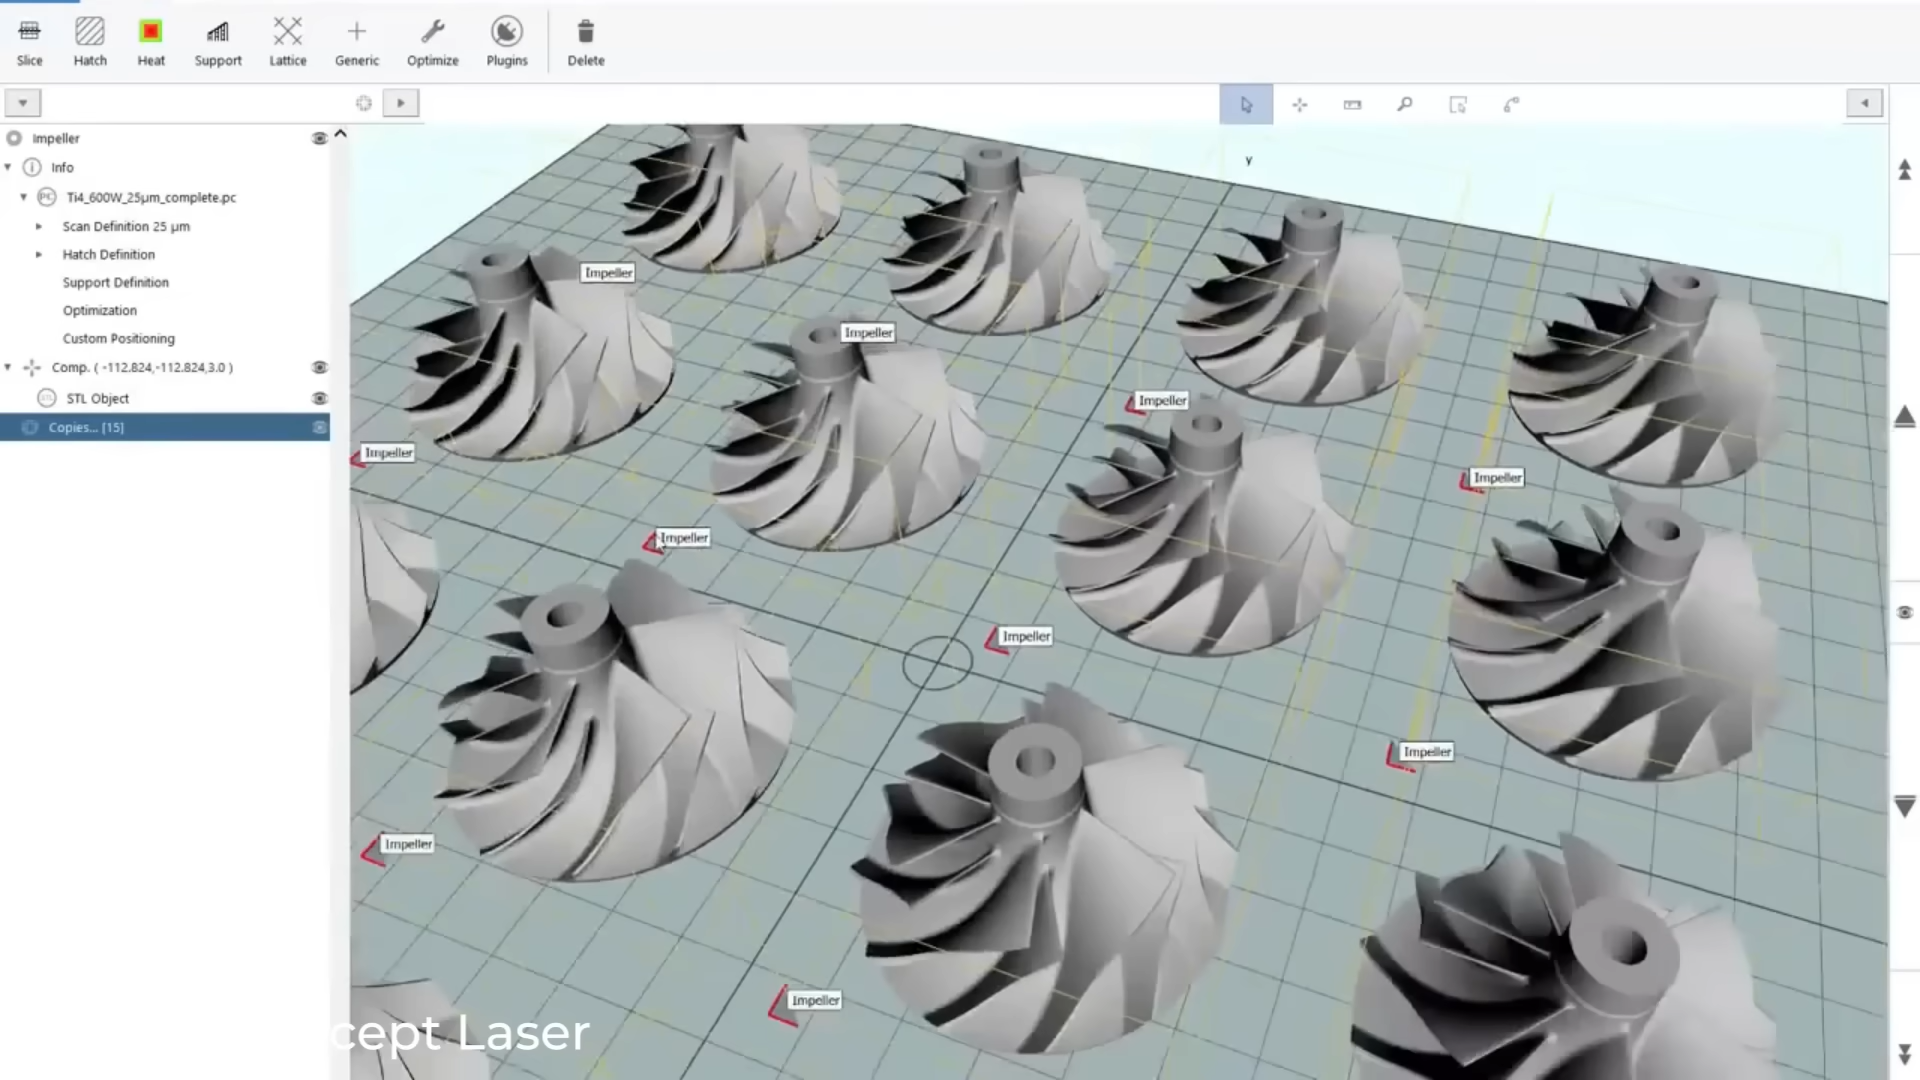 Slice
Hatch
Heat
Support
Lattice
Generic
Optimize
Plugins
Delete
Impeller
Info
Ti4_600W_25µm_complete.pc
Scan Definition 25 µm
Hatch Definition
Support Definition
Optimization
Custom Positioning
Comp. ( -112.824,-112.824,3.0 )
STL Object
Copies... [15]
y
Impeller
Impeller
Impeller
Impeller
Impeller
Impeller
Impeller
Impeller
Impeller
Impeller
cept Laser